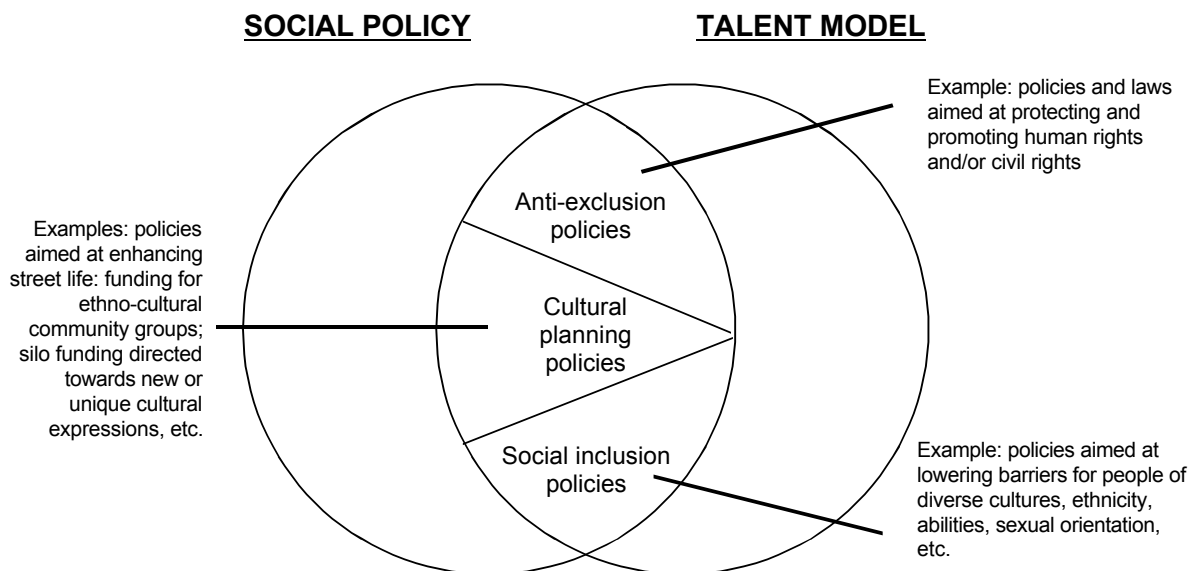 SOCIAL POLICY
TALENT MODEL
Example: policies and laws
aimed at protecting and
promoting human rights
and/or civil rights
Anti-exclusion
policies
Examples: policies
aimed at enhancing
street life: funding for
ethno-cultural
community groups;
silo funding directed
towards new or
unique cultural
expressions, etc.
Cultural
planning
policies
Social inclusion
policies
Example: policies aimed at
lowering barriers for people of
diverse cultures, ethnicity,
abilities, sexual orientation,
etc.